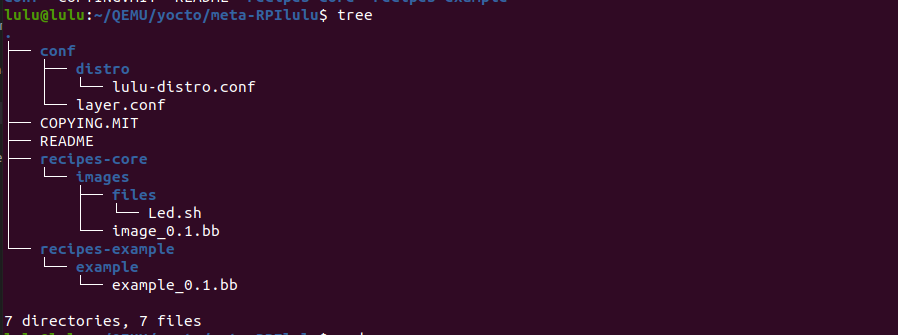 lulu@lulu:~/QEMU/yocto/meta-RPIlulu$ tree
.
├── conf
│   ├── distro
│   │   └── lulu-distro.conf
│   └── layer.conf
├── COPYING.MIT
├── README
├── recipes-core
│   └── images
│       ├── files
│       │   └── Led.sh
│       └── image_0.1.bb
└── recipes-example
    └── example
        └── example_0.1.bb

7 directories, 7 files